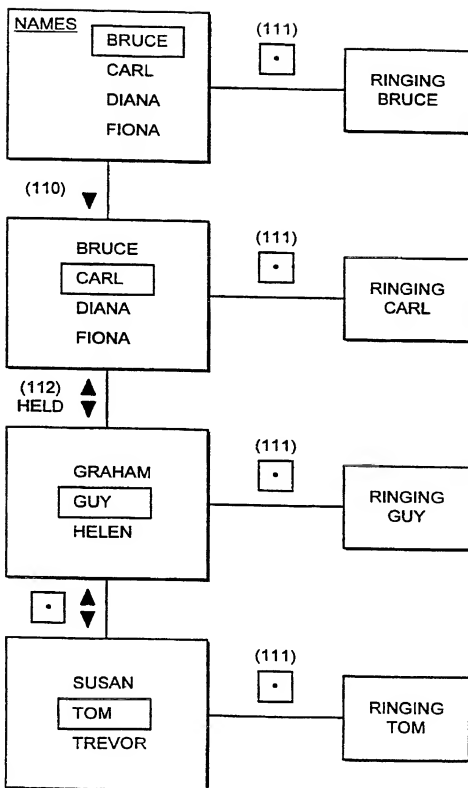 NAMES
BRUCE
CARL
DIANA
FIONA
(111)
RINGING
BRUCE
(110)
BRUCE
CARL
DIANA
FIONA
(111)
RINGING
CARL
(112)
HELD
GRAHAM
GUY
HELEN
(111)
RINGING
GUY
SUSAN
TOM
TREVOR
(111)
RINGING
TOM